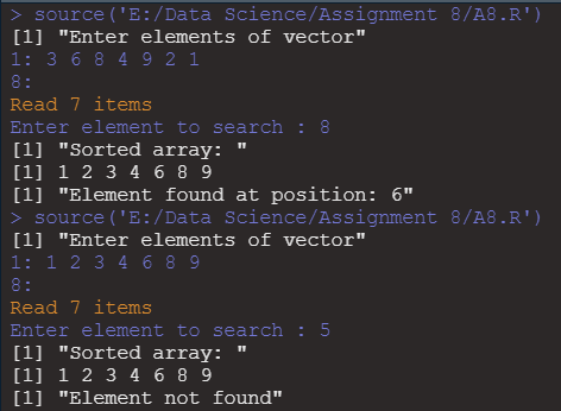 > source('E:/Data Science/Assignment 8/A8.R')
[1] "Enter elements of vector"
1: 3 6 8 4 9 2 1
8:
Read 7 items
Enter element to search : 8
[1] "Sorted array: "
[1] 1 2 3 4 6 8 9
[1] "Element found at position: 6"
> source('E:/Data Science/Assignment 8/A8.R')
[1] "Enter elements of vector"
1: 1 2 3 4 6 8 9
8:
Read 7 items
Enter element to search : 5
[1] "Sorted array: "
[1] 1 2 3 4 6 8 9
[1] "Element not found"